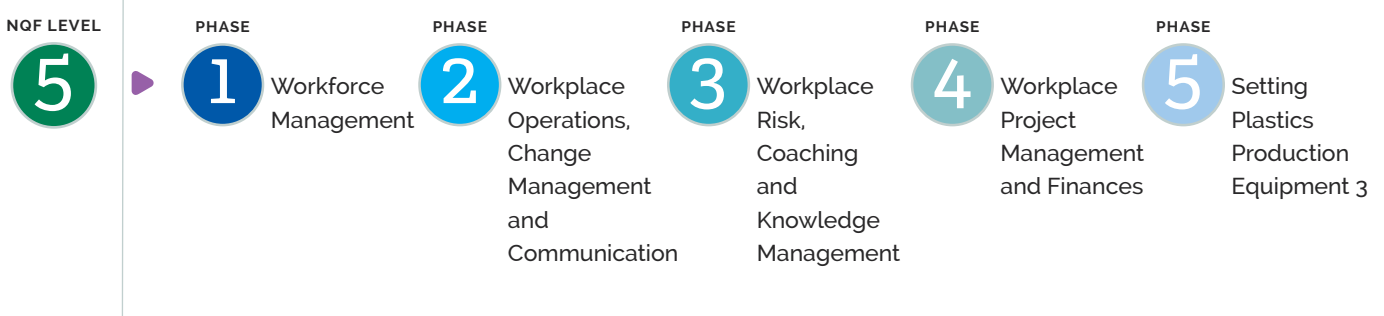 NQF LEVEL
5
PHASE
1
Workforce
Management
PHASE
2
Workplace
Operations,
Change
Management
and
Communication
PHASE
3
Workplace
Risk,
Coaching
and
Knowledge
Management
PHASE
4
Workplace
Project
Management
and Finances
PHASE
5
Setting
Plastics
Production
Equipment 3